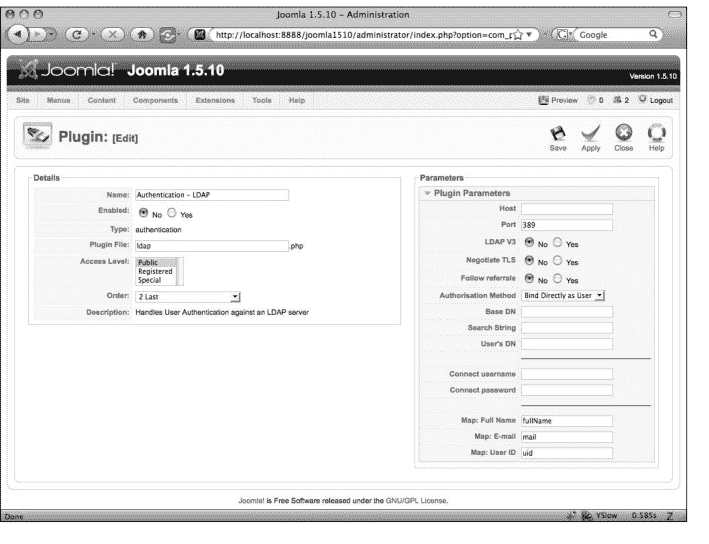 Joomla 1.5.10 – Administration
http://localhost:8888/joomla1510/administrator/index.php?option=com_p
Google
Joomla! Joomla 1.5.10
Version 1.5.10
Site Menus Content Components Extensions Tools Help Preview 0 2 Logout
Plugin: [Edit]
Save Apply Close Help
Details
Name: Authentication – LDAP
Enabled: No Yes
Type: authentication
Plugin File: ldap .php
Access Level: Public
Registered
Special
Order: 2 Last
Description: Handles User Authentication against an LDAP server
Parameters
Plugin Parameters
Host
Port 389
LDAP V3 No Yes
Negotiate TLS No Yes
Follow referrals No Yes
Authorisation Method Bind Directly as User
Base DN
Search String
User's DN
Connect username
Connect password
Map: Full Name fullName
Map: E-mail mail
Map: User ID uid
Joomla! is Free Software released under the GNU/GPL License.
Done YSlow 0.585s